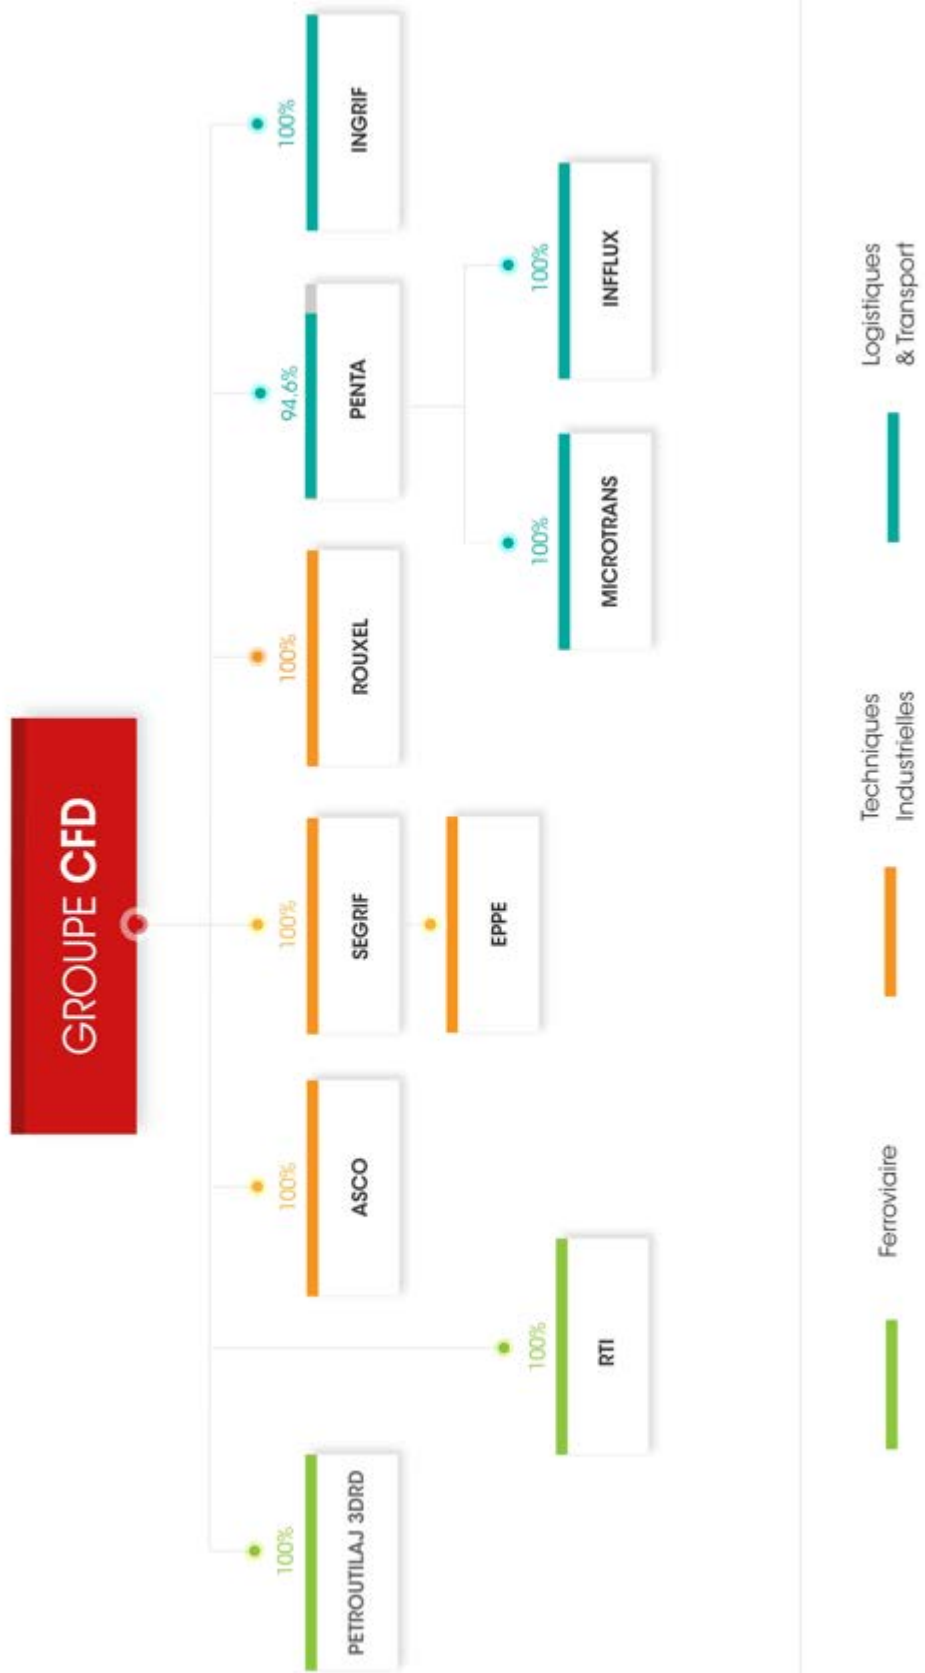 GROUPE CFD
100%
100%
100%
100%
94,6%
100%
PETROUTILAJ 3DRD
ASCO
SEGRIF
ROUXEL
PENTA
INGRIF
EPPE
100%
100%
100%
RTI
MICROTRANS
INFFLUX
Ferroviaire
Techniques
Industrielles
Logistiques
& Transport